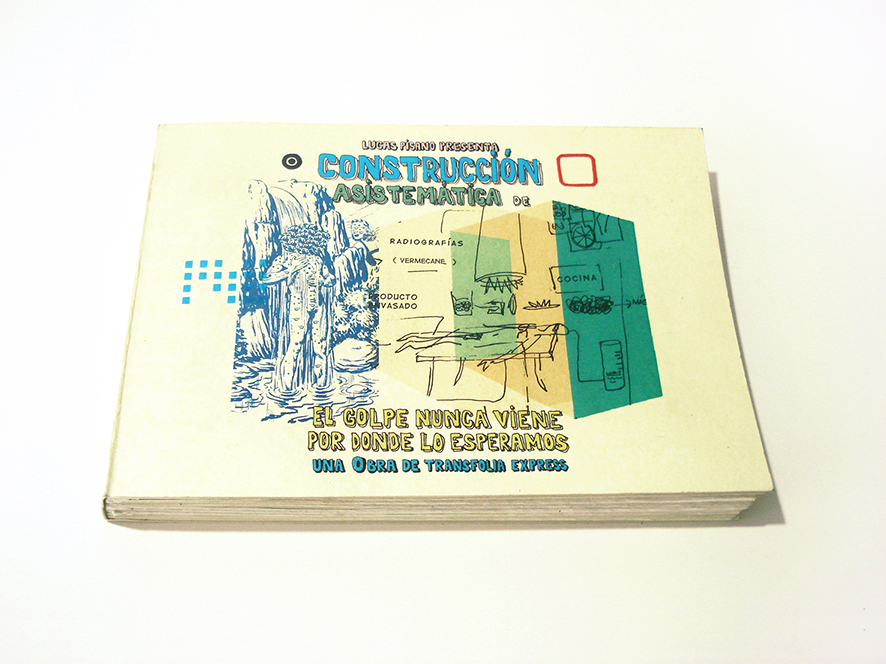 LUCAS PISANO PRESENTA
CONSTRUCCIÓN
ASISTEMÁTICA DE
RADIOGRAFÍAS
( VERMECANE, )
COCINA
PRODUCTO
ENVASADO
EL GOLPE NUNCA VIENE
POR DONDE LO ESPERAMOS
UNA OBRA DE TRANSFOLIA EXPRESS